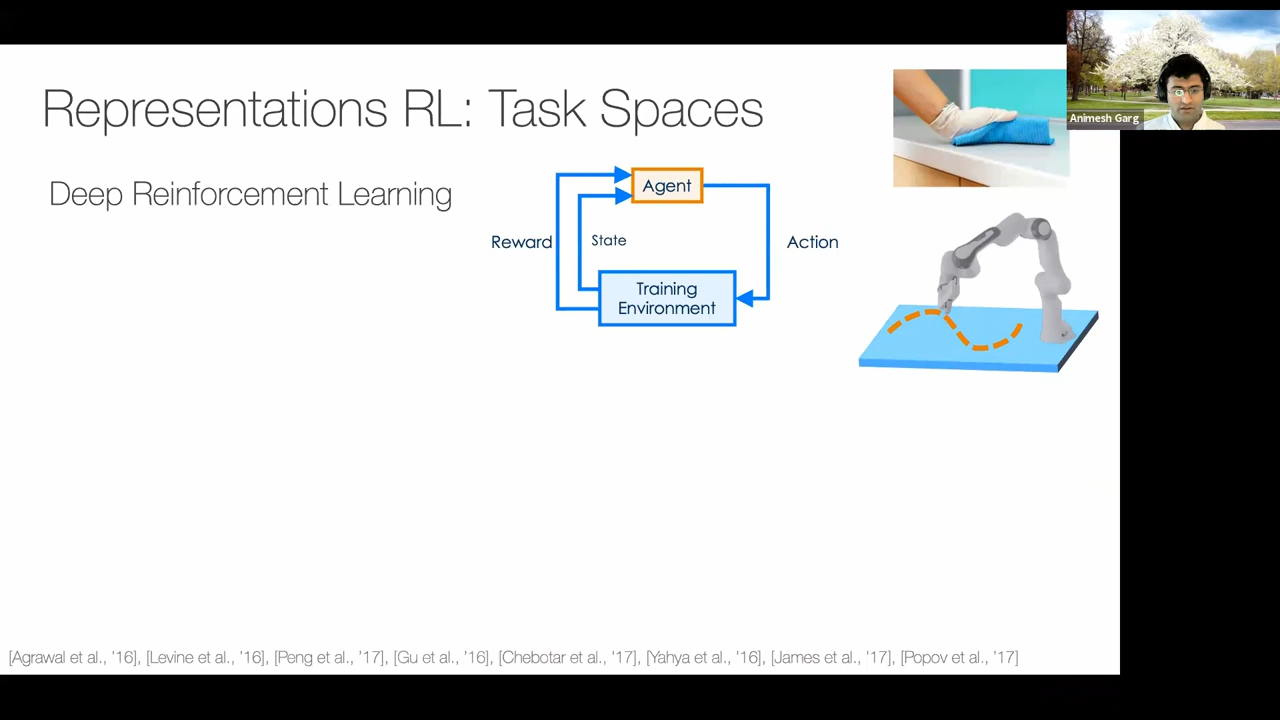 Representations RL: Task Spaces
Animesh Garg
Deep Reinforcement Learning
Agent
Reward
State
Action
Training
Environment
[Agrawal et al., '16], [Levine et al., '16], [Peng et al., '17], [Gu et al., '16], [Chebotar et al., '17], [Yahya et al., '16], [James et al., '17], [Popov et al., '17]